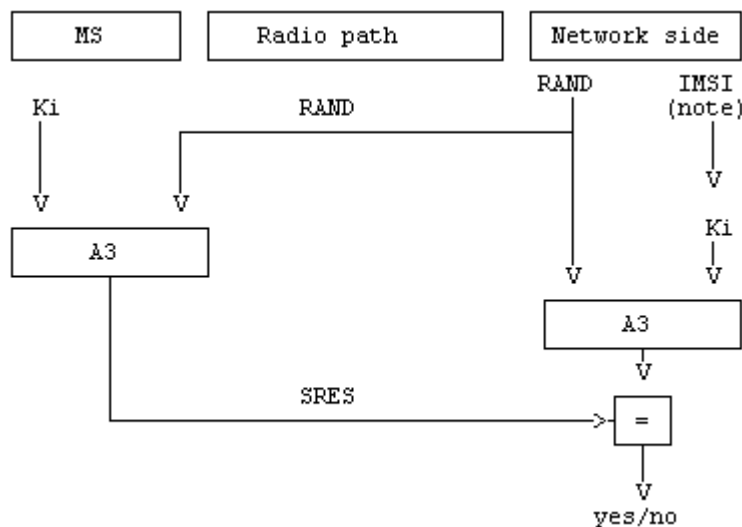 MS
Radio path
Network side
RAND
IMSI
(note)
Ki
RAND
Ki
A3
A3
SRES
=
yes/no